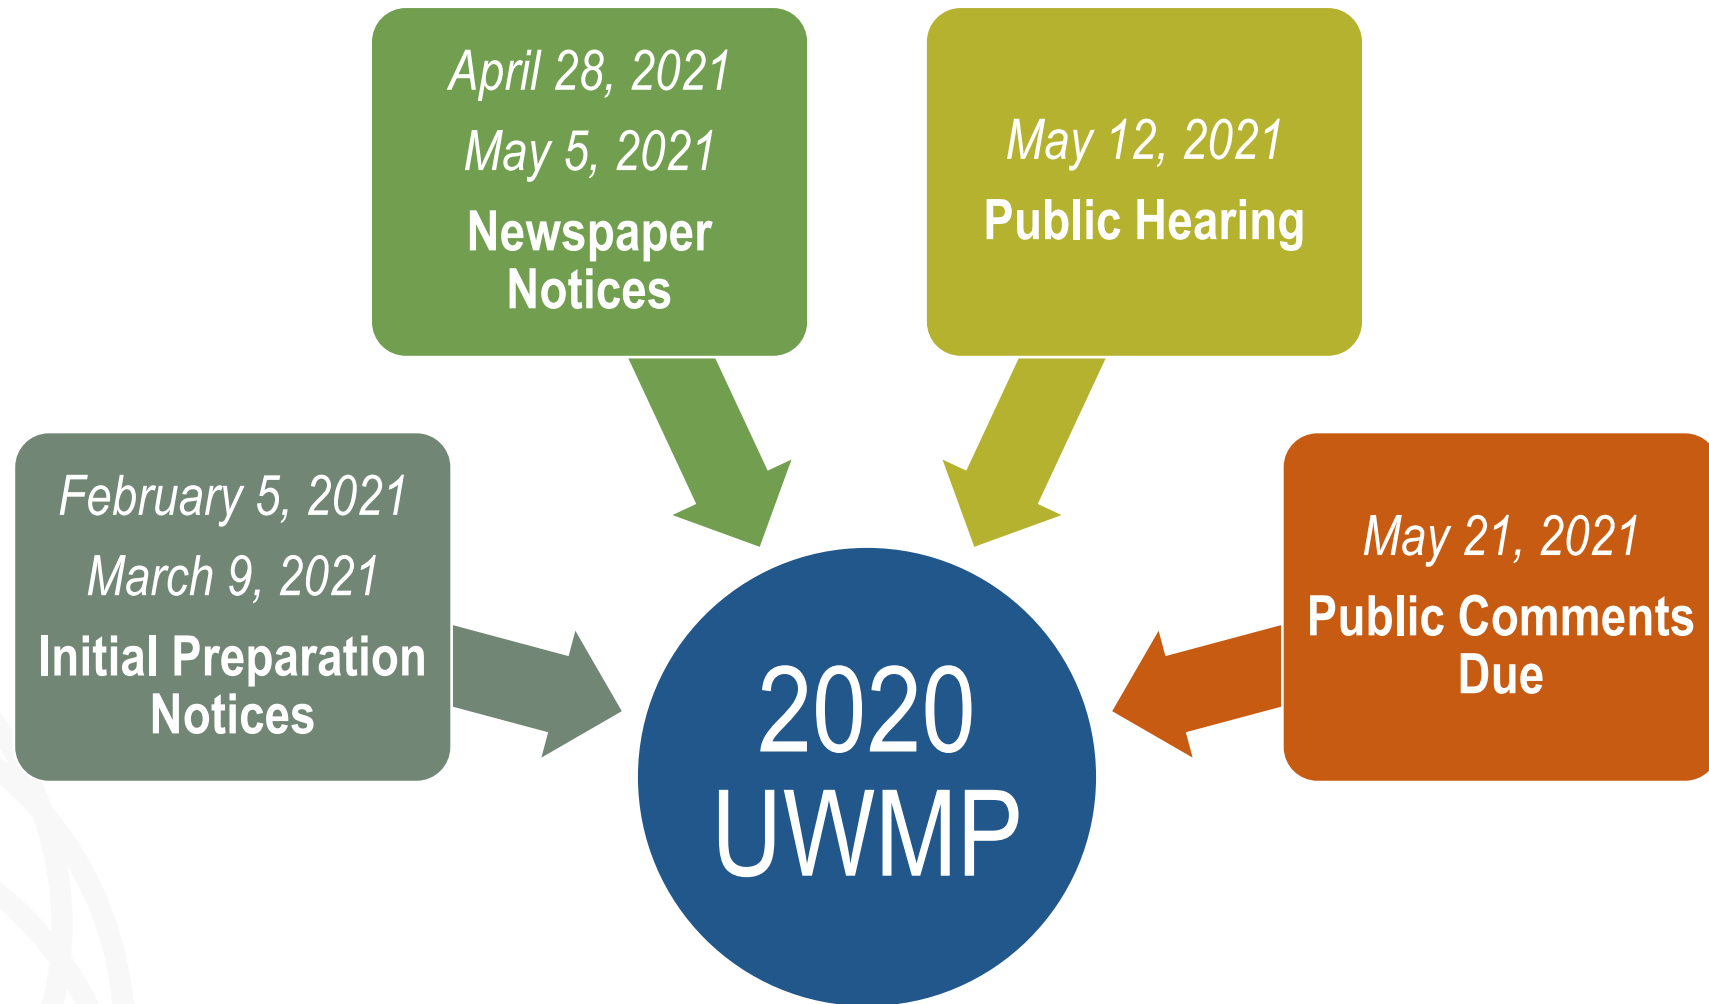 February 5, 2021
March 9, 2021
Initial Preparation
Notices
April 28, 2021
May 5, 2021
Newspaper
Notices
May 12, 2021
Public Hearing
May 21, 2021
Public Comments
Due
2020
UWMP